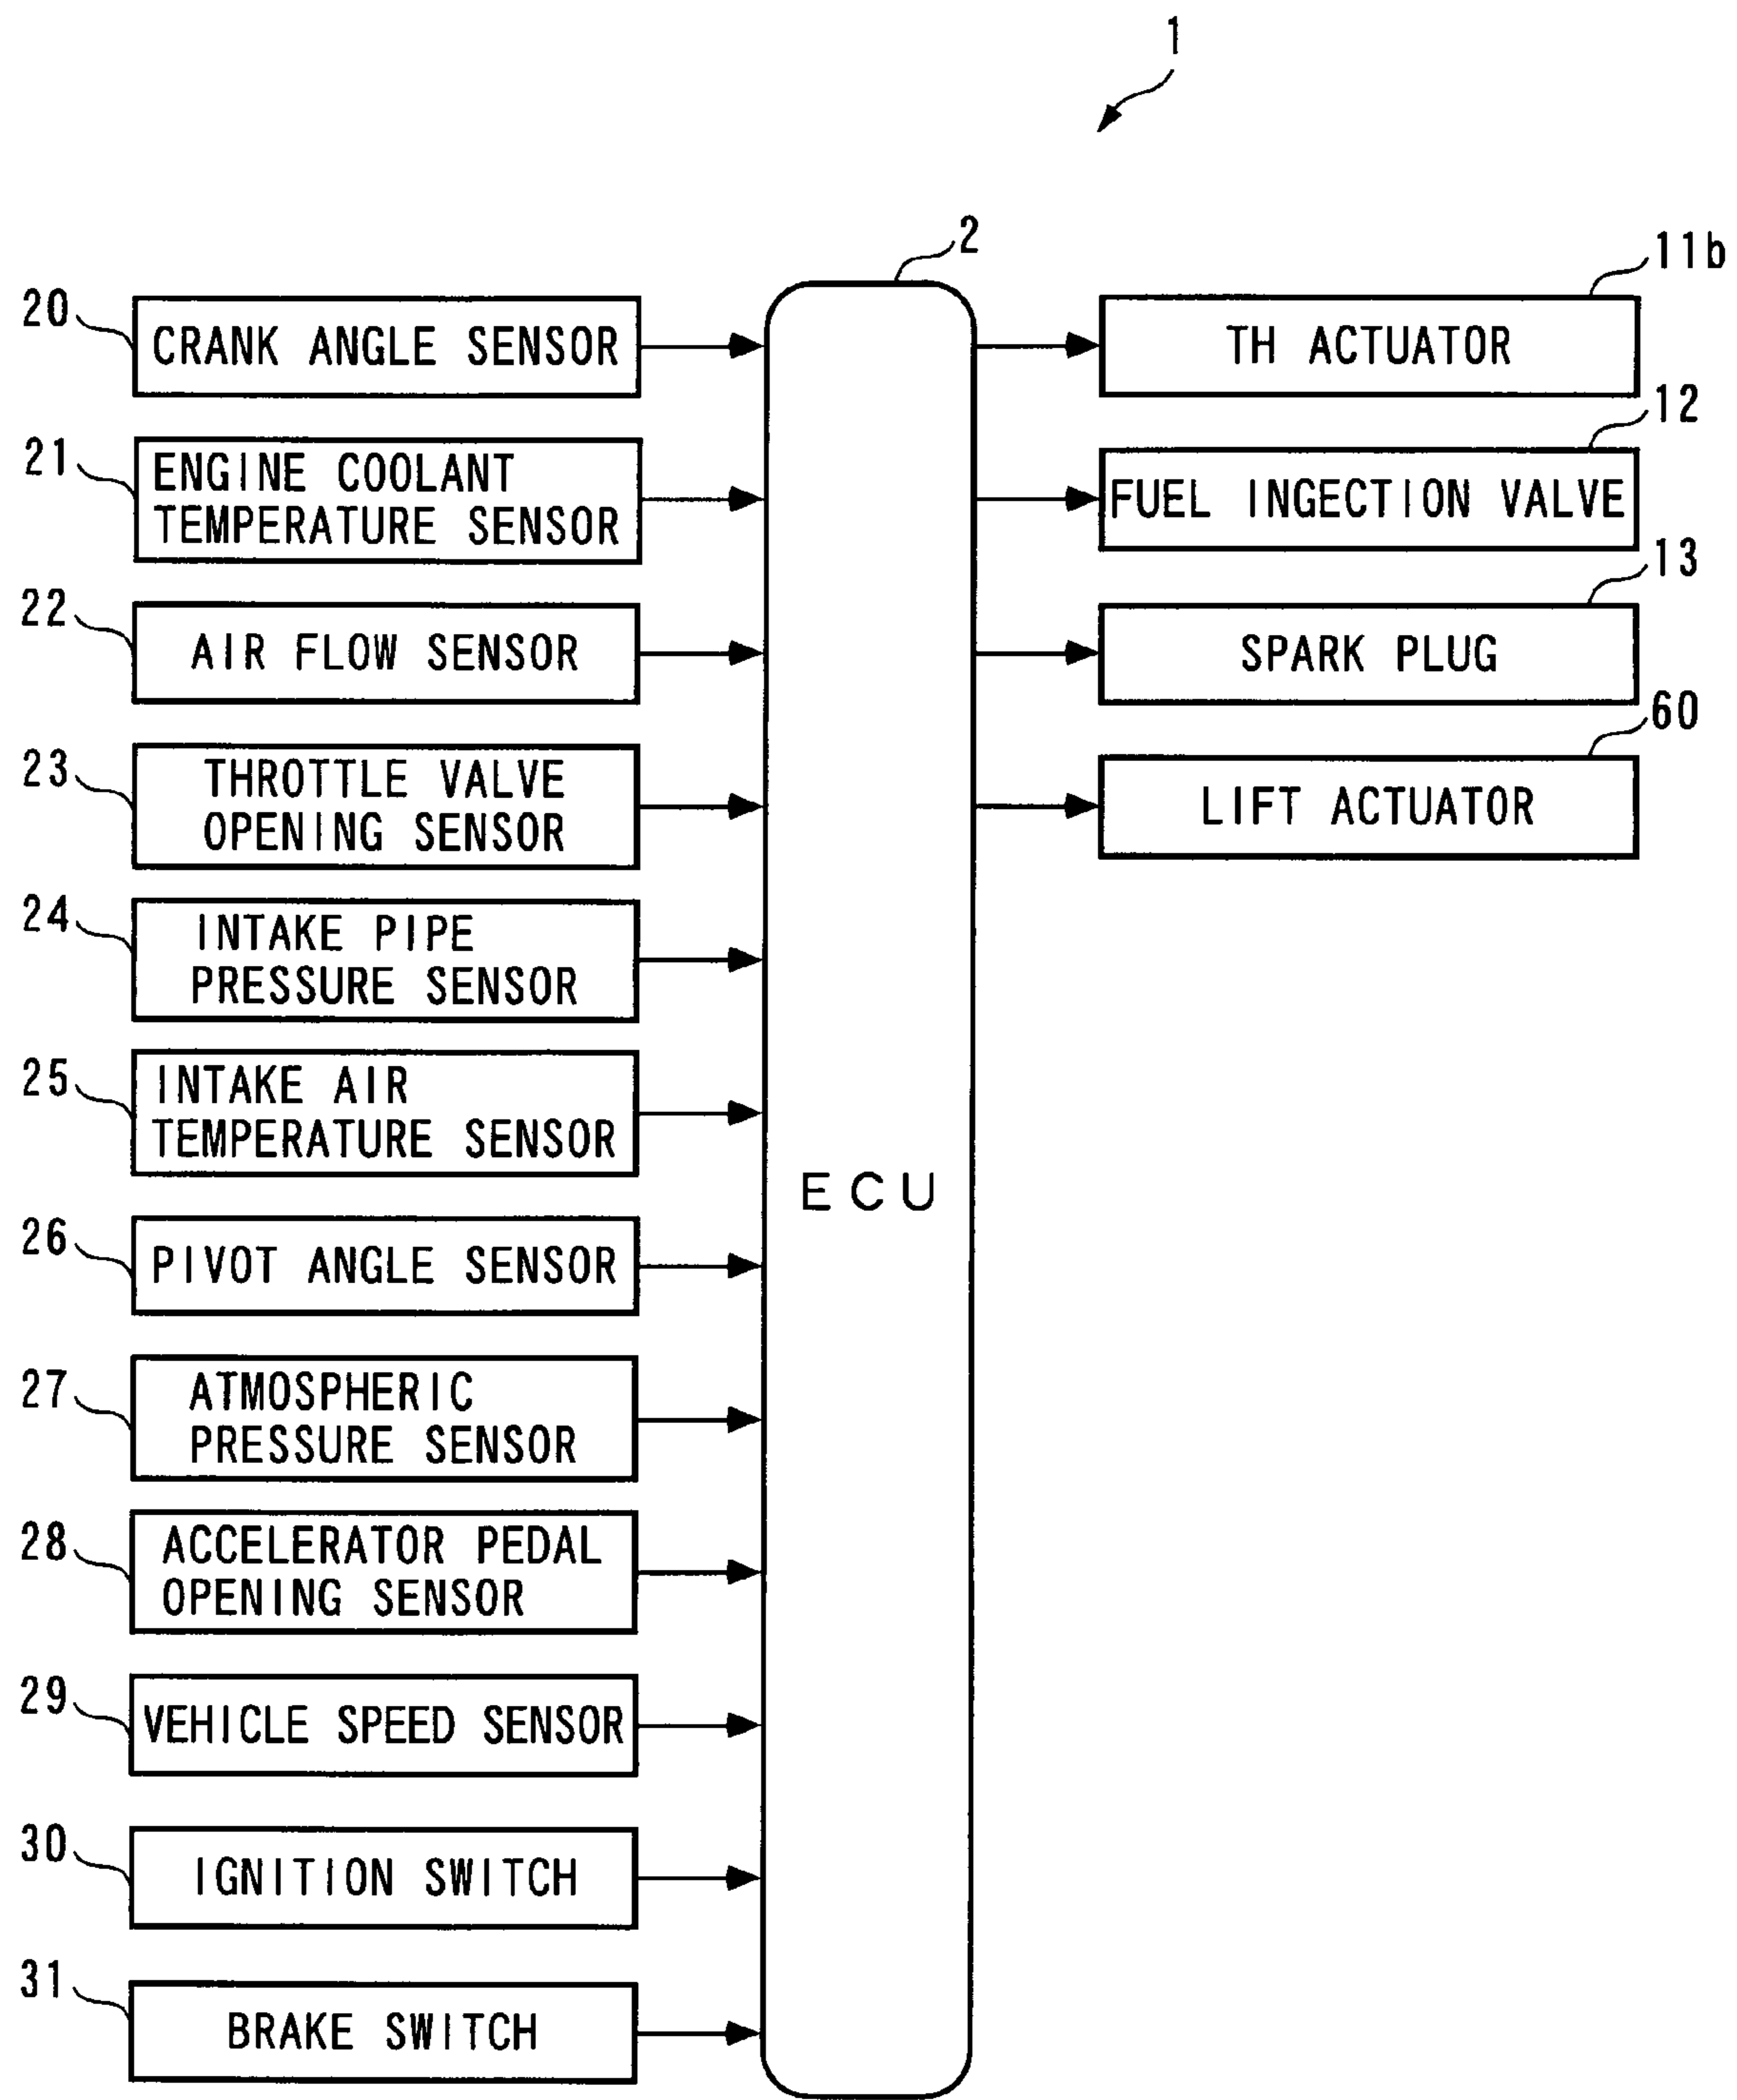 1
2
20
CRANK ANGLE SENSOR
21
ENGINE COOLANT
TEMPERATURE SENSOR
22
AIR FLOW SENSOR
23
THROTTLE VALVE
OPENING SENSOR
24
INTAKE PIPE
PRESSURE SENSOR
25
INTAKE AIR
TEMPERATURE SENSOR
26
PIVOT ANGLE SENSOR
27
ATMOSPHERIC
PRESSURE SENSOR
28
ACCELERATOR PEDAL
OPENING SENSOR
29
VEHICLE SPEED SENSOR
30
IGNITION SWITCH
31
BRAKE SWITCH
ECU
11b
TH ACTUATOR
12
FUEL INGECTION VALVE
13
SPARK PLUG
60
LIFT ACTUATOR